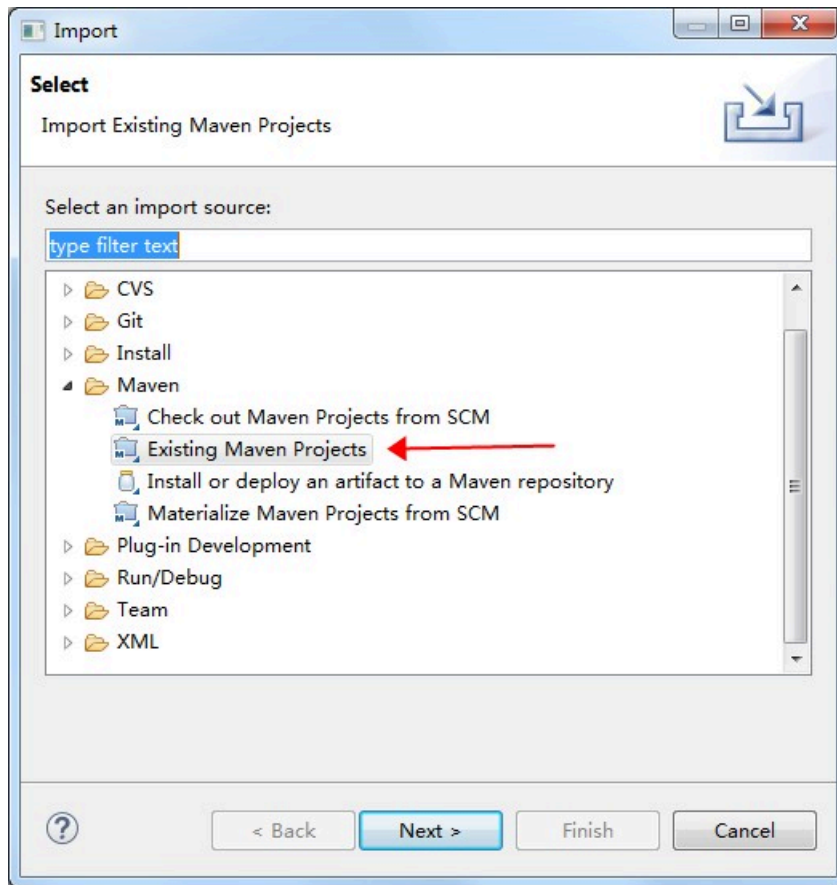 Import
Select
Import Existing Maven Projects
Select an import source:
type filter text
CVS
Git
Install
Maven
Check out Maven Projects from SCM
Existing Maven Projects
Install or deploy an artifact to a Maven repository
Materialize Maven Projects from SCM
Plug-in Development
Run/Debug
Team
XML
? < Back Next > Finish Cancel